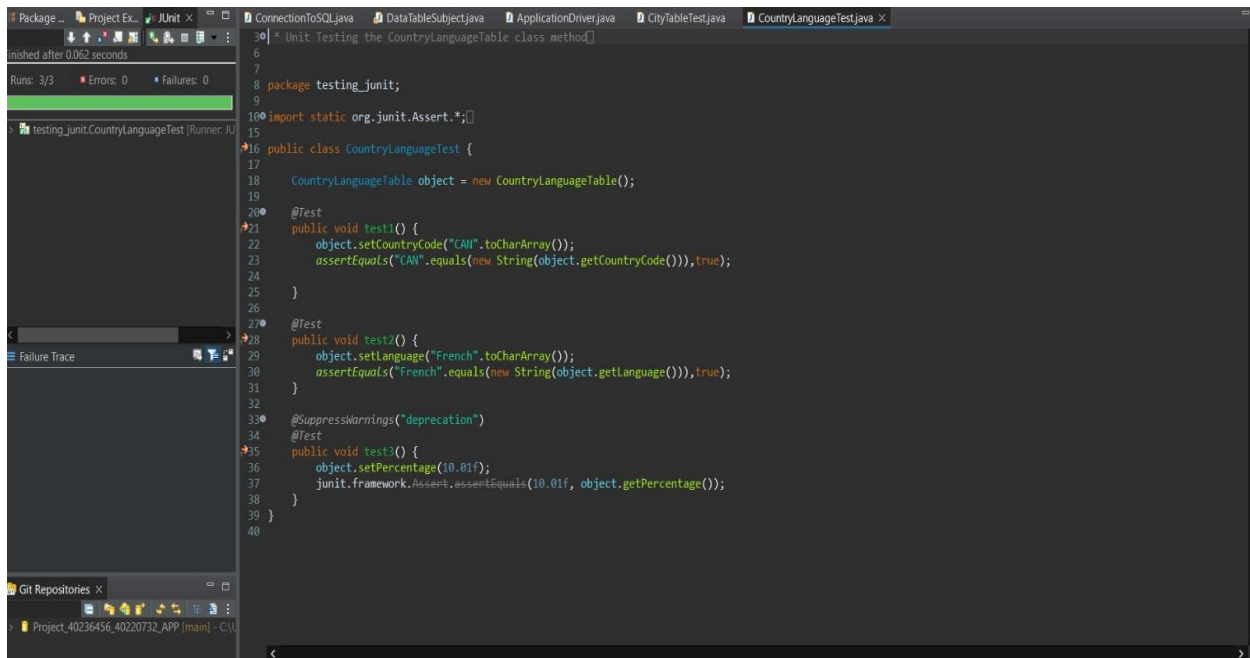 Package ... Project Ex... JUnit ×
ConnectionToSQL.java DataTableSubject.java ApplicationDriver.java CityTableTest.java CountryLanguageTest.java ×
Finished after 0.062 seconds
Runs: 3/3 Errors: 0 Failures: 0
testing_junit.CountryLanguageTest [Runner: JU
Failure Trace
Git Repositories ×
Project_40236456_40220732_APP [main] - C:\U
3 * Unit Testing the CountryLanguageTable class method
6
7
8 package testing_junit;
9
10 import static org.junit.Assert.*;
15
16 public class CountryLanguageTest {
17
18 CountryLanguageTable object = new CountryLanguageTable();
19
20 @Test
21 public void test1() {
22 object.setCountryCode("CAN".toCharArray());
23 assertEquals("CAN".equals(new String(object.getCountryCode())),true);
24
25 }
26
27 @Test
28 public void test2() {
29 object.setLanguage("French".toCharArray());
30 assertEquals("French".equals(new String(object.getLanguage())),true);
31 }
32
33 @SuppressWarnings("deprecation")
34 @Test
35 public void test3() {
36 object.setPercentage(10.01f);
37 junit.framework.Assert.assertEquals(10.01f, object.getPercentage());
38 }
39 }
40